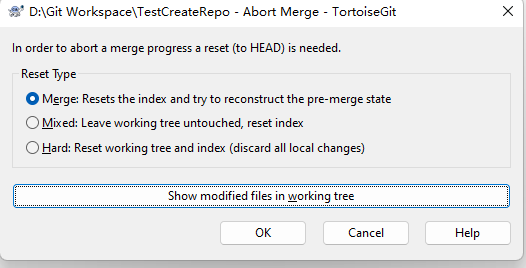 D:\Git Workspace\TestCreateRepo - Abort Merge - TortoiseGit
In order to abort a merge progress a reset (to HEAD) is needed.
Reset Type
Merge: Resets the index and try to reconstruct the pre-merge state
Mixed: Leave working tree untouched, reset index
Hard: Reset working tree and index (discard all local changes)
Show modified files in working tree
OK Cancel Help